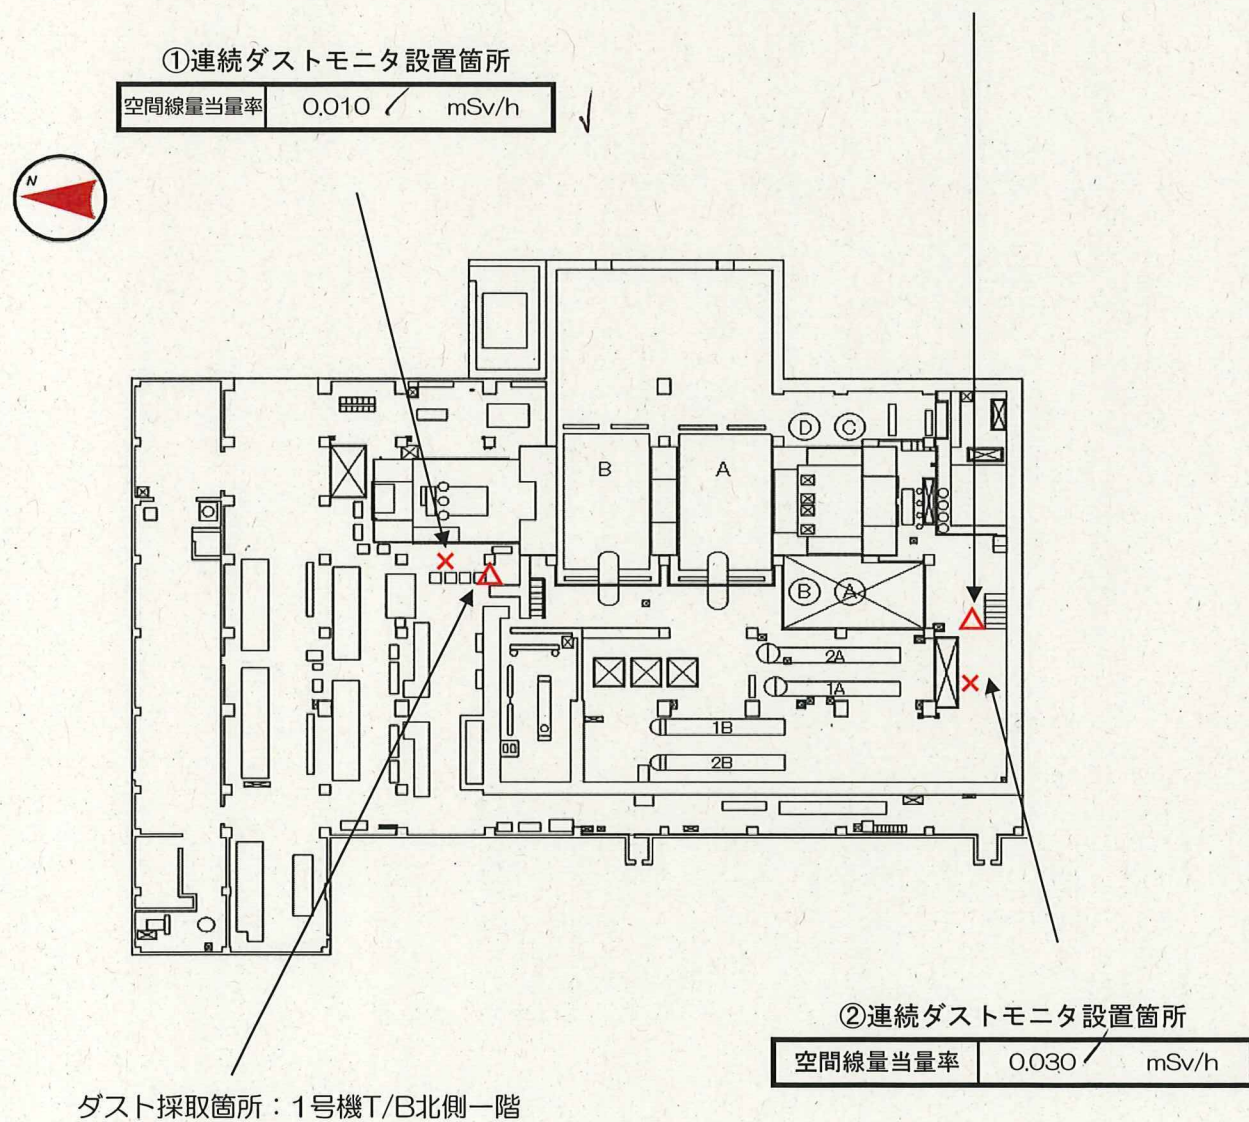 ①連続ダストモニタ設置箇所
空間線量当量率 0.010 mSv/h
N
D C
B A
B A
2A
1A
1B
2B
②連続ダストモニタ設置箇所
空間線量当量率 0.030 mSv/h
ダスト採取箇所：1号機T/B北側一階